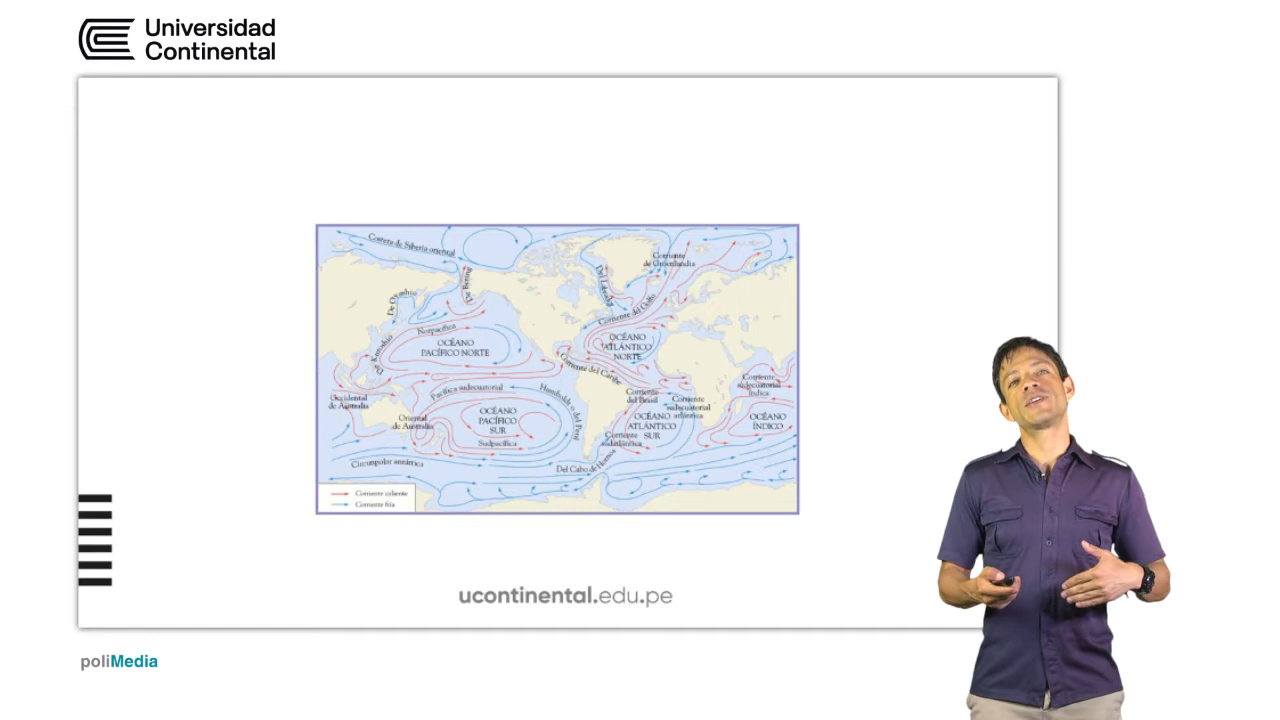 Universidad
Continental
Costera de Siberia oriental
Corriente
de Groenlandia
De Bering
Del Labrador
De Oyashio
Corriente del Golfo
Norpacífica
OCÉANO
PACÍFICO NORTE
OCÉANO
ATLÁNTICO
NORTE
De Kuroshio
Corriente del Caribe
Corriente
sudecuatorial
índica
Pacífica sudecuatorial
Humboldt o del Perú
Occidental
de Australia
Corriente
del Brasil
Corriente
sudecuatorial
atlántica
Oriental
de Australia
OCÉANO
PACÍFICO
SUR
OCÉANO
ATLÁNTICO
SUR
OCÉANO
ÍNDICO
Sudpacífica
Corriente
sudatlántica
Circunpolar antártica
Del Cabo de Hornos
Corriente caliente
Corriente fría
ucontinental.edu.pe
poliMedia